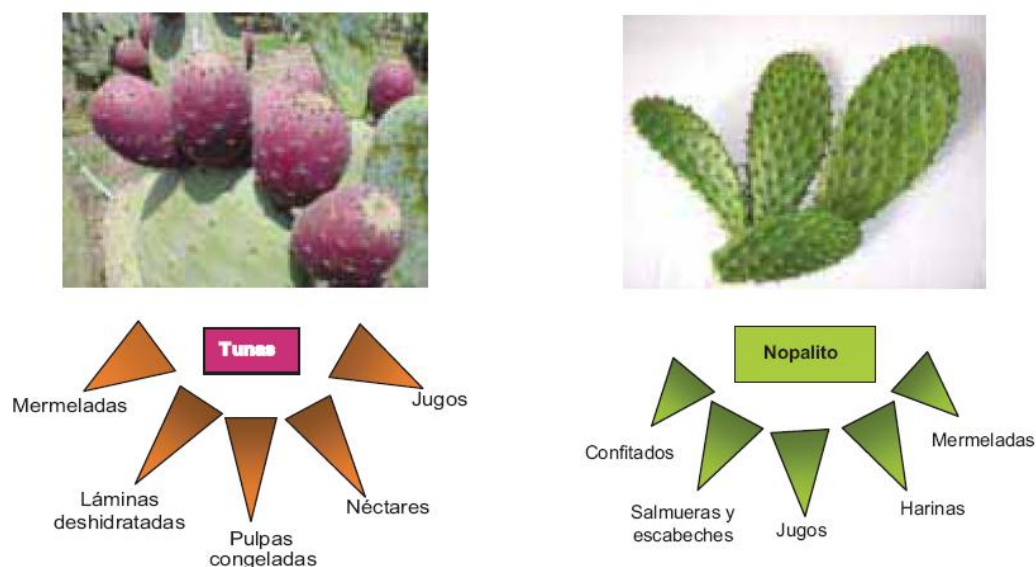 Tunas
Mermeladas
Láminas
deshidratadas
Pulpas
congeladas
Néctares
Jugos
Nopalito
Confitados
Salmueras y
escabeches
Jugos
Harinas
Mermeladas